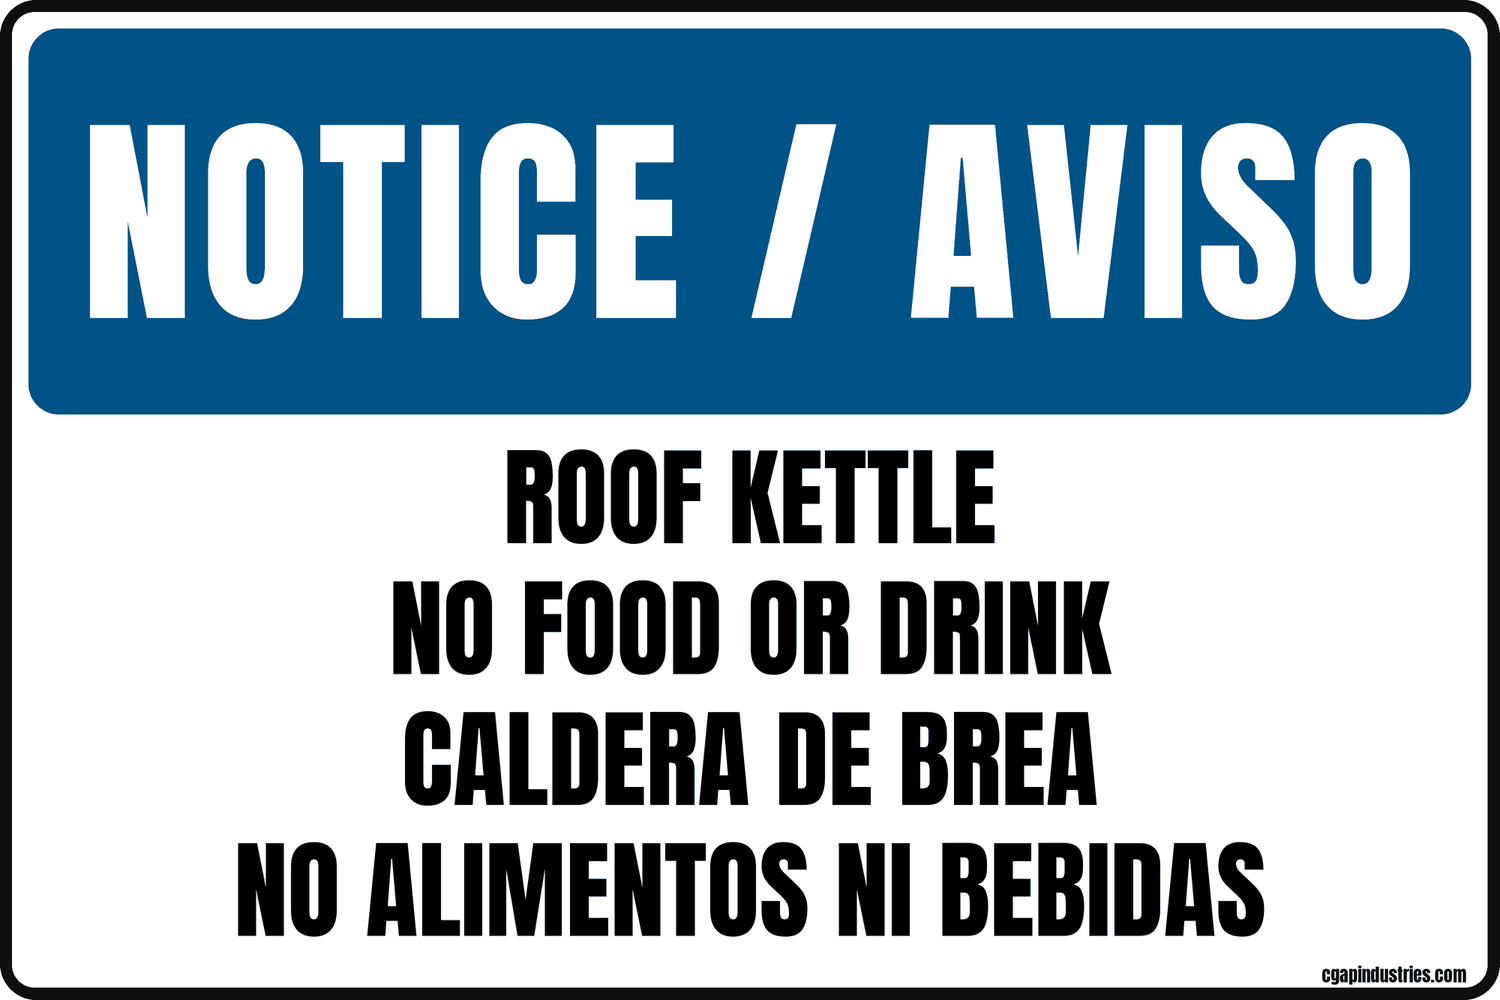 NOTICE / AVISO
ROOF KETTLE
NO FOOD OR DRINK
CALDERA DE BREA
NO ALIMENTOS NI BEBIDAS
cgapindustries.com